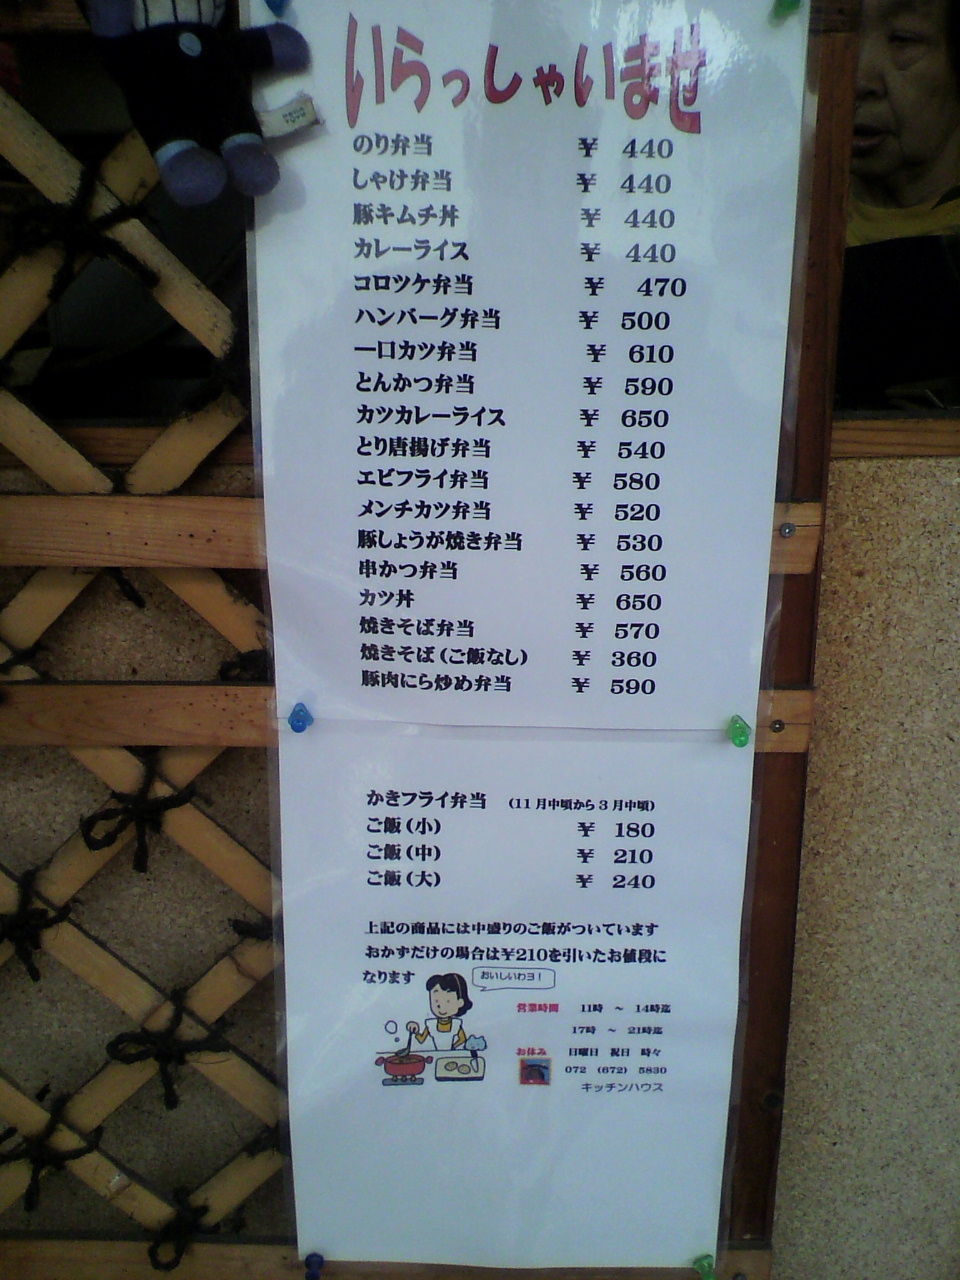 いらっしゃいませ
のり弁当 ¥ 440
しゃけ弁当 ¥ 440
豚キムチ丼 ¥ 440
カレーライス ¥ 440
コロツケ弁当 ¥ 470
ハンバーグ弁当 ¥ 500
一口カツ弁当 ¥ 610
とんかつ弁当 ¥ 590
カツカレーライス ¥ 650
とり唐揚げ弁当 ¥ 540
エビフライ弁当 ¥ 580
メンチカツ弁当 ¥ 520
豚しょうが焼き弁当 ¥ 530
串かつ弁当 ¥ 560
カツ丼 ¥ 650
焼きそば弁当 ¥ 570
焼きそば(ご飯なし) ¥ 360
豚肉にら炒め弁当 ¥ 590
かきフライ弁当 (11月中頃から3月中頃)
ご飯(小) ¥ 180
ご飯(中) ¥ 210
ご飯(大) ¥ 240
上記の商品には中盛りのご飯がついています
おかずだけの場合は¥210を引いたお値段に
なります
おいしいわヨ!
営業時間 11時 ～ 14時迄
17時 ～ 21時迄
お休み 日曜日 祝日 時々
072 (672) 5830
キッチンハウス